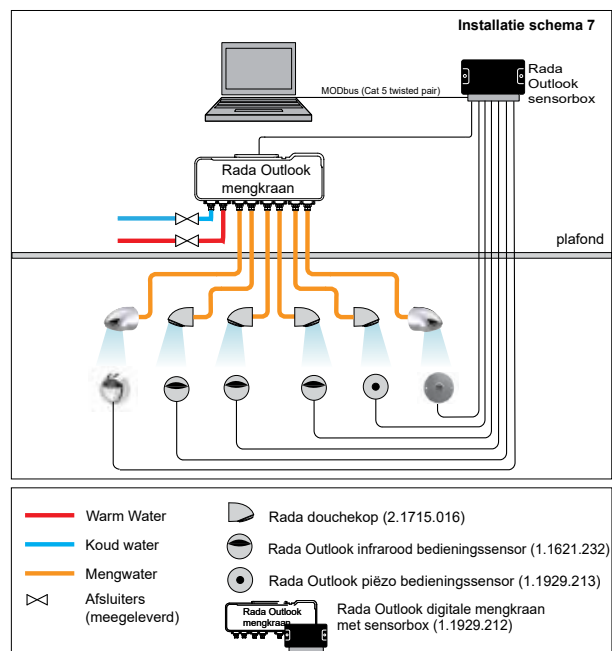 Installatie schema 7
Rada
Outlook
sensorbox
MODbus (Cat 5 twisted pair)
Rada Outlook
mengkraan
plafond
Warm Water
Koud water
Mengwater
Afsluiters
(meegeleverd)
Rada douchekop (2.1715.016)
Rada Outlook infrarood bedieningssensor (1.1621.232)
Rada Outlook piëzo bedieningssensor (1.1929.213)
Rada Outlook
mengkraan
Rada Outlook digitale mengkraan
met sensorbox (1.1929.212)